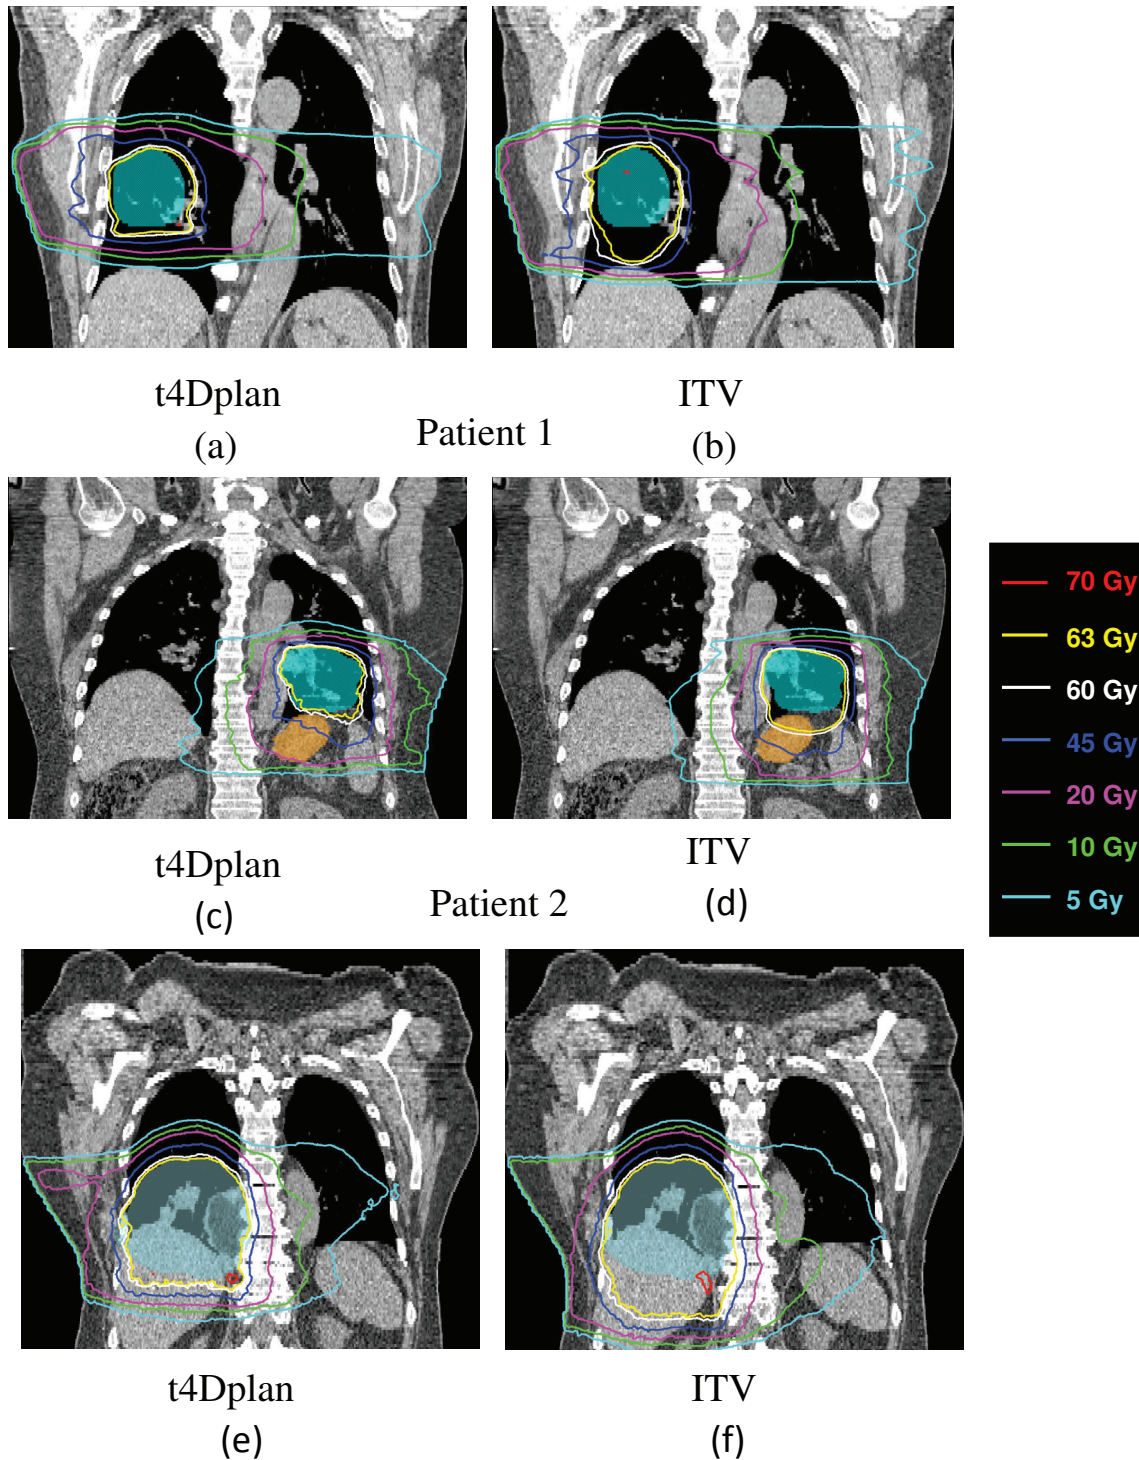 t4Dplan
ITV
(a)
Patient 1
(b)
70 Gy
63 Gy
60 Gy
45 Gy
20 Gy
10 Gy
5 Gy
t4Dplan
ITV
(c)
Patient 2
(d)
t4Dplan
ITV
(e)
(f)